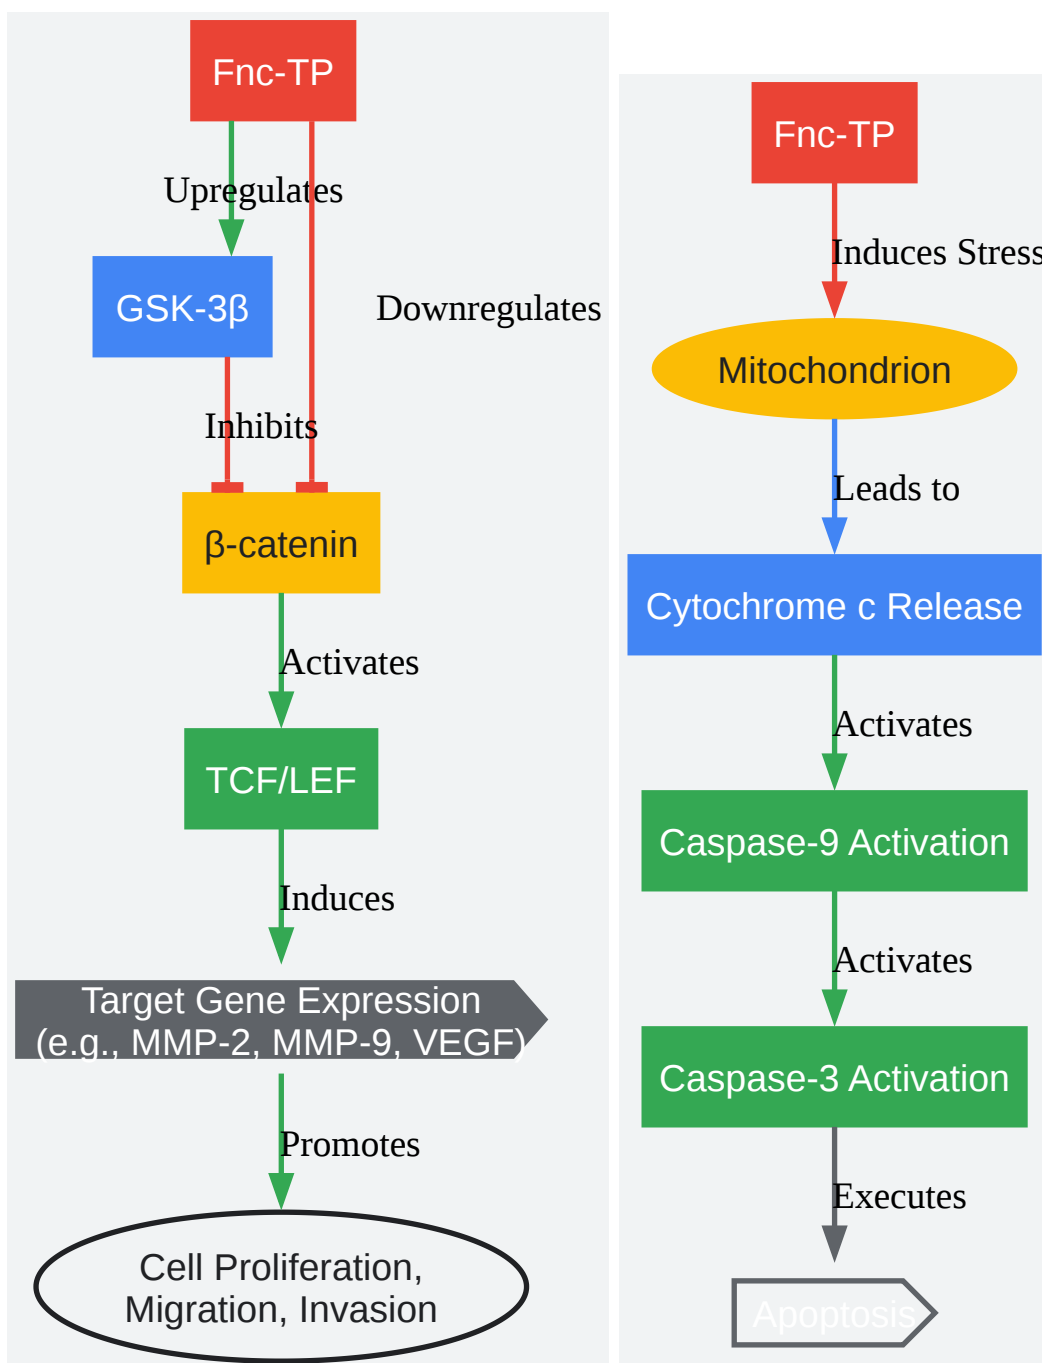 Fnc-TP
Upregulates
GSK-3β
Downregulates
Inhibits
β-catenin
Activates
TCF/LEF
Induces
Target Gene Expression
(e.g., MMP-2, MMP-9, VEGF)
Promotes
Cell Proliferation,
Migration, Invasion
Fnc-TP
Induces Stress
Mitochondrion
Leads to
Cytochrome c Release
Activates
Caspase-9 Activation
Activates
Caspase-3 Activation
Executes
Apoptosis